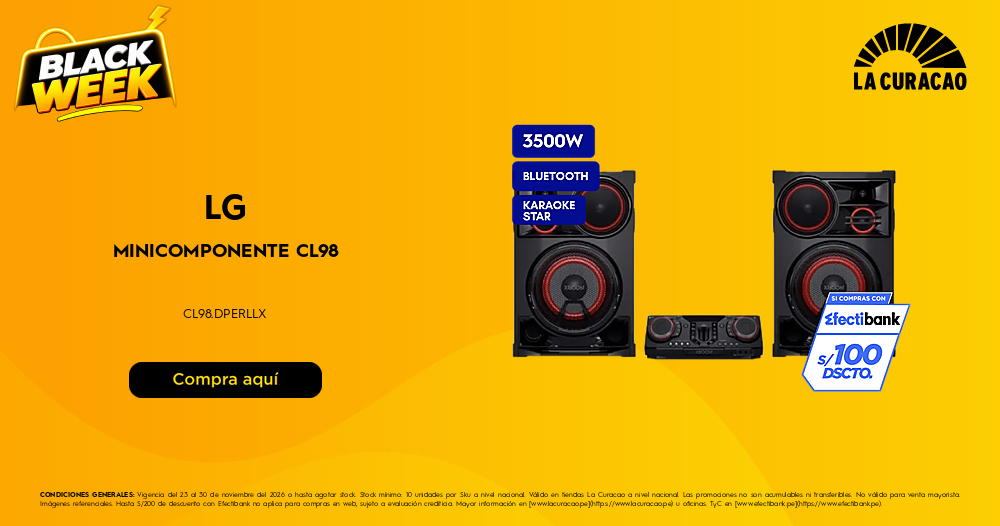 BLACK
WEEK
LA CURACAO
3500W
BLUETOOTH
KARAOKE
STAR
LG
MINICOMPONENTE CL98
CL98.DPERLLX
Compra aquí
XBOOM
XBOOM
SI COMPRAS CON
Efectibank
S/100
DSCTO.
CONDICIONES GENERALES: Vigencia del 23 al 30 de noviembre del 2026 o hasta agotar stock. Stock mínimo: 10 unidades por Sku a nivel nacional. Válido en tiendas La Curacao a nivel nacional. Las promociones no son acumulables ni transferibles. No válido para venta mayorista.
Imágenes referenciales. Hasta S/200 de descuento con Efectibank no aplica para compras en web, sujeto a evaluación crediticia. Mayor información en [www.lacuracao.pe](https://www.lacuracao.pe) u oficinas. TyC en [www.efectibank.pe](https://www.efectibank.pe).